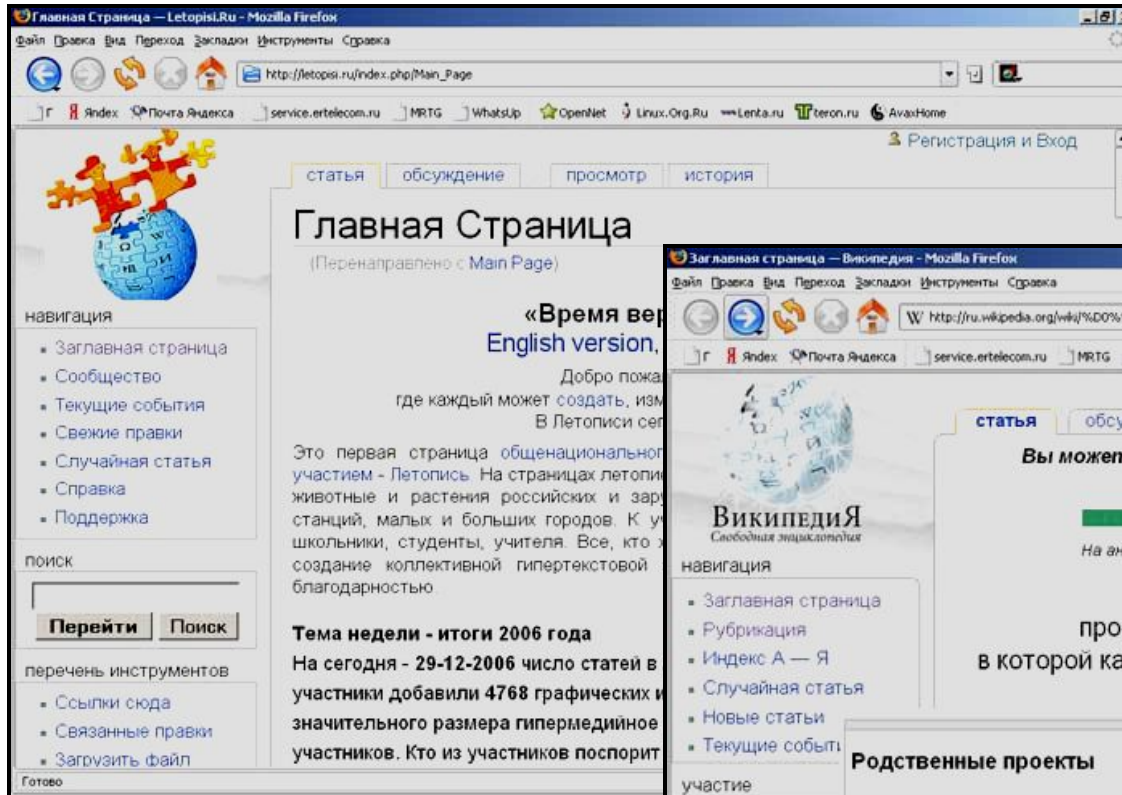 Главная Страница — Letopisi.Ru - Mozilla Firefox
Файл Правка Вид Переход Закладки Инструменты Справка
http://letopisi.ru/index.php/Main_Page
Г Яndex Почта Яндекса service.ertelecom.ru MRTG WhatsUp OpenNet Linux.Org.Ru Lenta.ru teron.ru AvaxHome
Регистрация и Вход
статья обсуждение просмотр история
Главная Страница
(Перенаправлено с Main Page)
«Время вер
English version,
Добро пожа
где каждый может создать, изм
В Летописи сег
Это первая страница общенациональног
участием - Летопись. На страницах летопи
животные и растения российских и зару
станций, малых и больших городов. К у
школьники, студенты, учителя. Все, кто
создание коллективной гипертекстовой
благодарностью
Тема недели - итоги 2006 года
На сегодня - 29-12-2006 число статей в
участники добавили 4768 графических и
значительного размера гипермедийное
участников. Кто из участников поспорит
навигация
Заглавная страница
Сообщество
Текущие события
Свежие правки
Случайная статья
Справка
Поддержка
поиск
Перейти Поиск
перечень инструментов
Ссылки сюда
Связанные правки
Загрузить файл
Готово
Заглавная страница — Википедия - Mozilla Firefox
Файл Правка Вид Переход Закладки Инструменты Справка
W http://ru.wikipedia.org/wiki/%D0%
Г Яndex Почта Яндекса service.ertelecom.ru MRTG
ВикипедиЯ
Свободная энциклопедия
статья обсу
Вы может
На ан
про
в которой ка
навигация
Заглавная страница
Рубрикация
Индекс А — Я
Случайная статья
Новые статьи
Текущие событи
участие
Родственные проекты